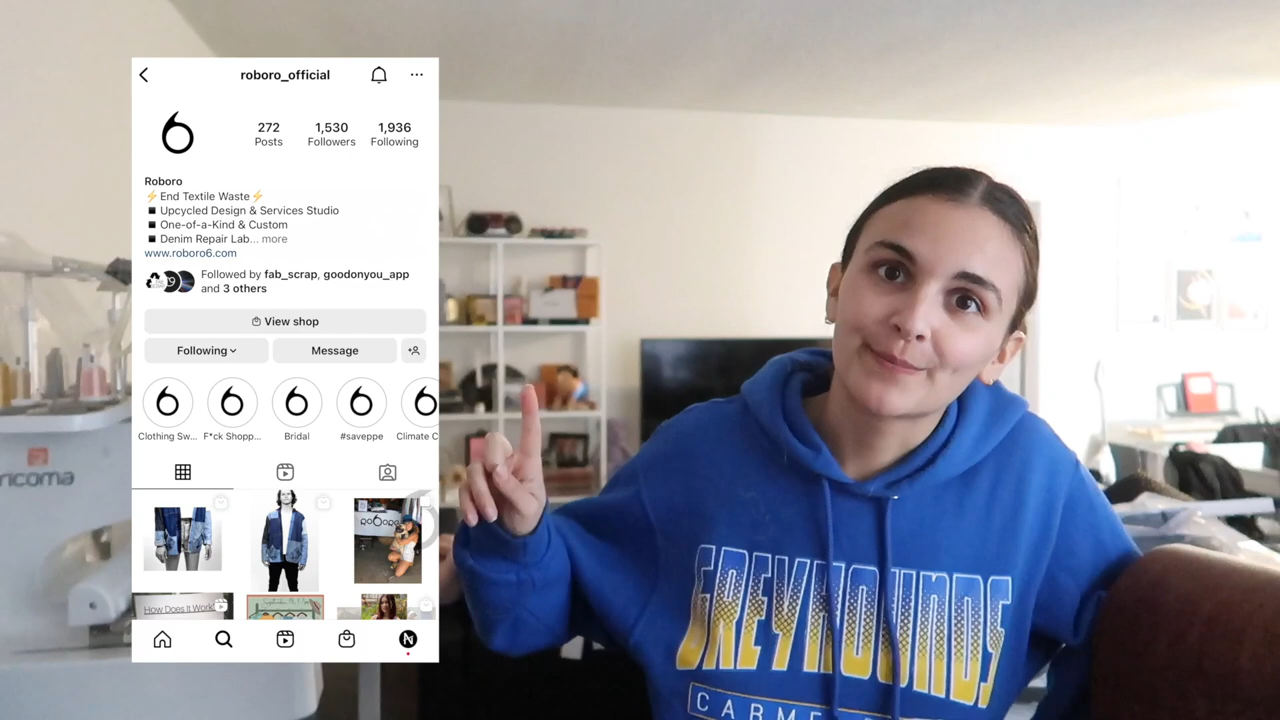 roboro_official
272
1,530
1,936
Posts
Followers
Following
Roboro
⚡End Textile Waste⚡
◾ Upcycled Design & Services Studio
◾ One-of-a-Kind & Custom
◾ Denim Repair Lab... more
www.roboro6.com
Followed by fab_scrap, goodonyou_app
and 3 others
View shop
Following
Message
Clothing Sw...
F*ck Shopp...
Bridal
#saveppe
Climate C
ricoma
How Does It Work
GREYHOUNDS
CARME